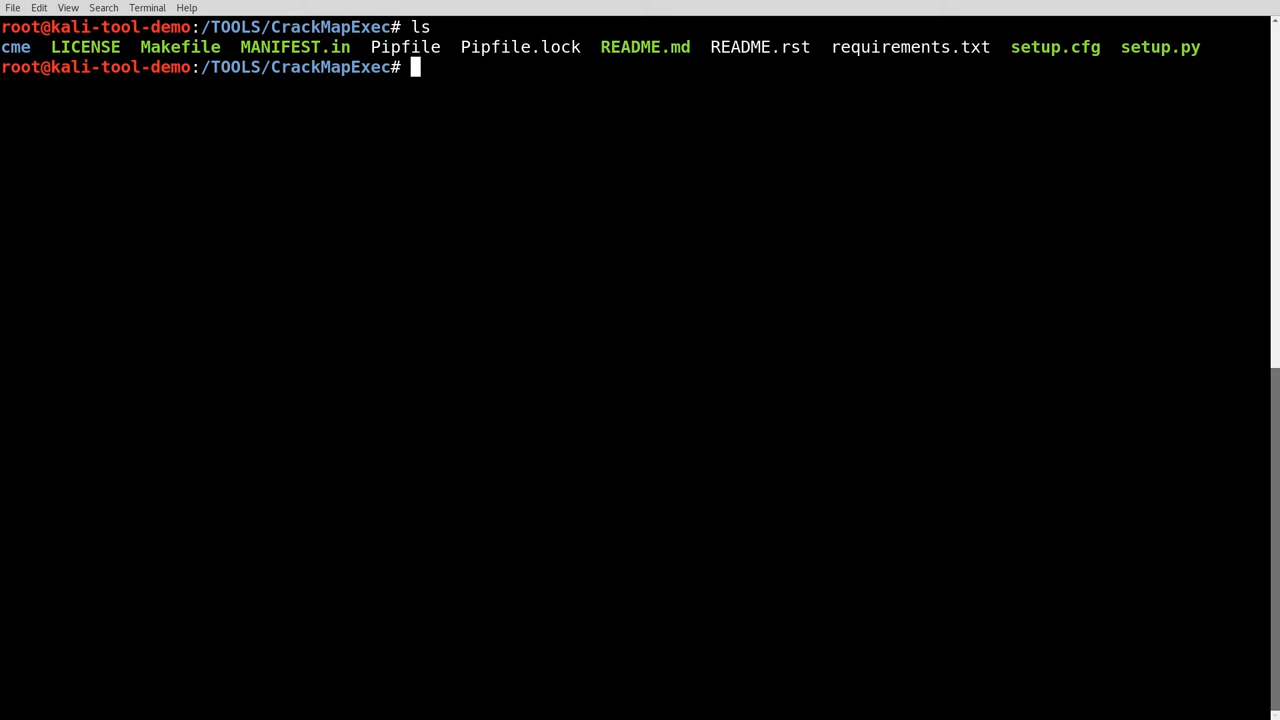 File Edit View Search Terminal Help
root@kali-tool-demo:/TOOLS/CrackMapExec# ls
cme LICENSE Makefile MANIFEST.in Pipfile Pipfile.lock README.md README.rst requirements.txt setup.cfg setup.py
root@kali-tool-demo:/TOOLS/CrackMapExec#